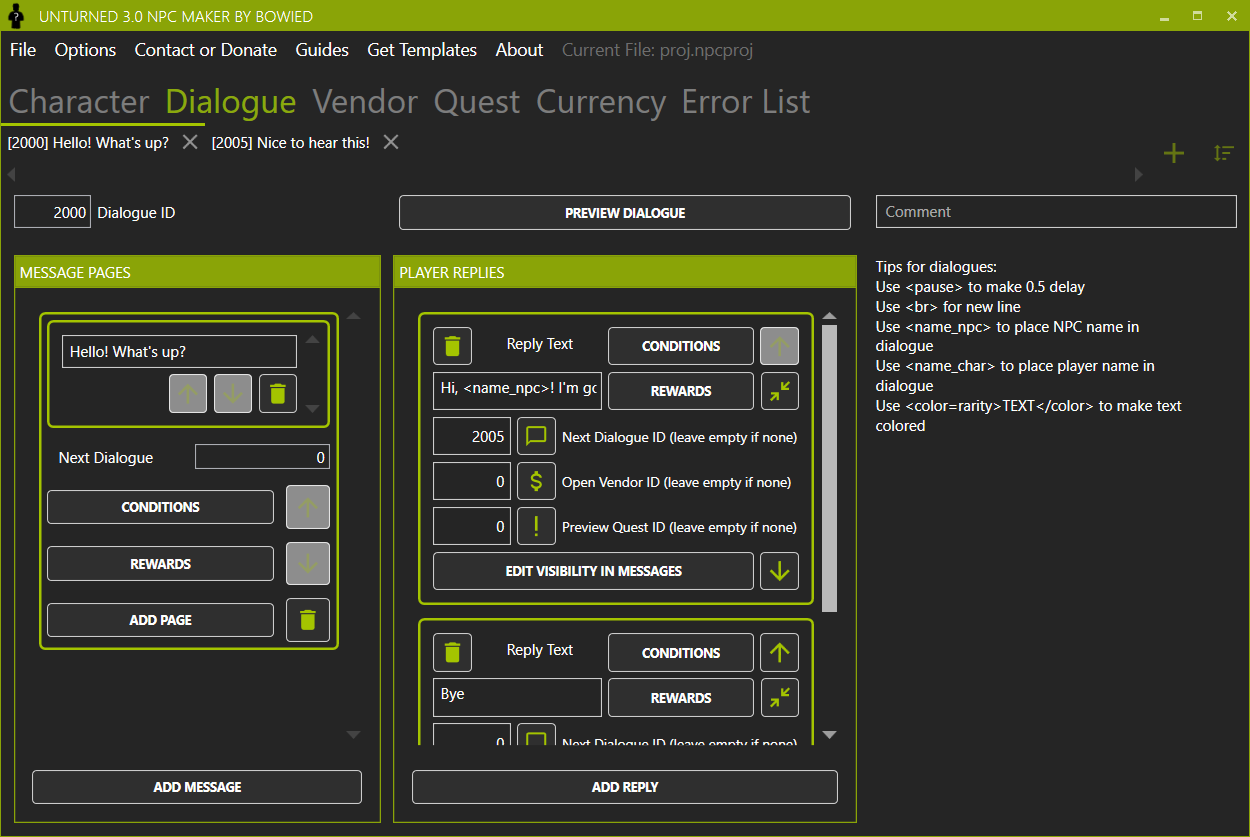 UNTURNED 3.0 NPC MAKER BY BOWIED
File Options Contact or Donate Guides Get Templates About Current File: proj.npcproj
Character Dialogue Vendor Quest Currency Error List
[2000] Hello! What's up? [2005] Nice to hear this!
2000 Dialogue ID
PREVIEW DIALOGUE
Comment
MESSAGE PAGES
Hello! What's up?
Next Dialogue 0
CONDITIONS
REWARDS
ADD PAGE
ADD MESSAGE
PLAYER REPLIES
Reply Text CONDITIONS
Hi, <name_npc>! I'm go REWARDS
2005 Next Dialogue ID (leave empty if none)
0 $ Open Vendor ID (leave empty if none)
0 ! Preview Quest ID (leave empty if none)
EDIT VISIBILITY IN MESSAGES
Reply Text CONDITIONS
Bye REWARDS
0 Next Dialogue ID (leave empty if none)
ADD REPLY
Tips for dialogues:
Use <pause> to make 0.5 delay
Use <br> for new line
Use <name_npc> to place NPC name in
dialogue
Use <name_char> to place player name in
dialogue
Use <color=rarity>TEXT</color> to make text
colored